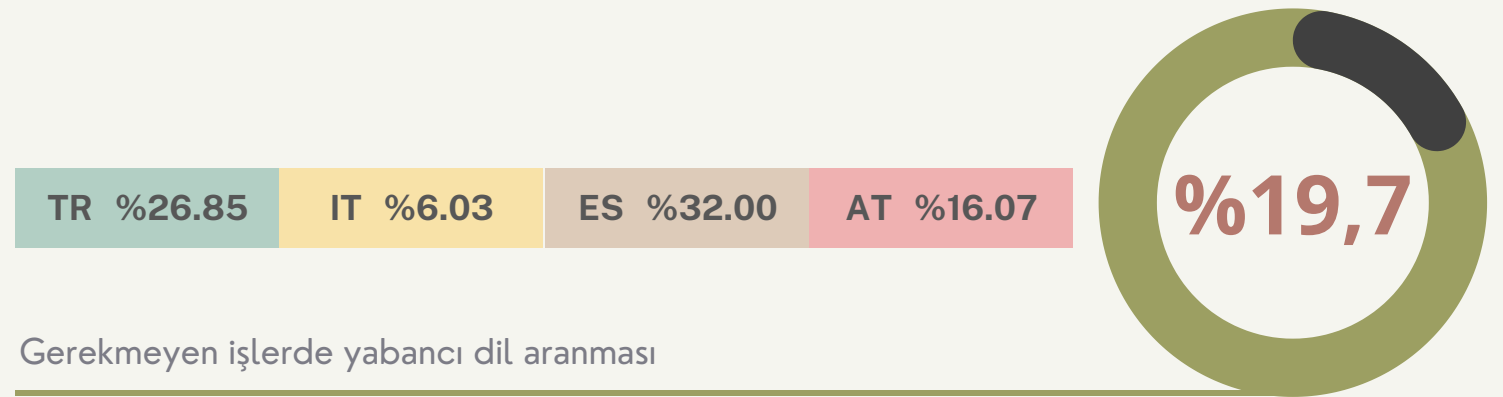 TR %26.85 IT %6.03 ES %32.00 AT %16.07
%19,7
Gerekmeyen işlerde yabancı dil aranması